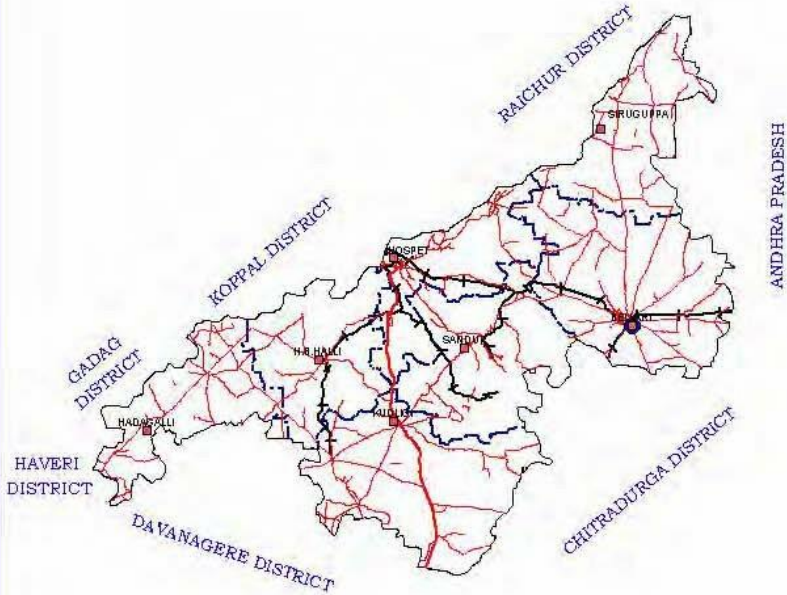 RAICHUR DISTRICT
SIRUGUPPA
ANDHRA PRADESH
KOPPAL DISTRICT
HOSPET
GADAG
DISTRICT
H.B.HALLI
SANDUR
HADAGALLI
KUDLIGI
HAVERI
DISTRICT
CHITRADURGA DISTRICT
DAVANAGERE DISTRICT